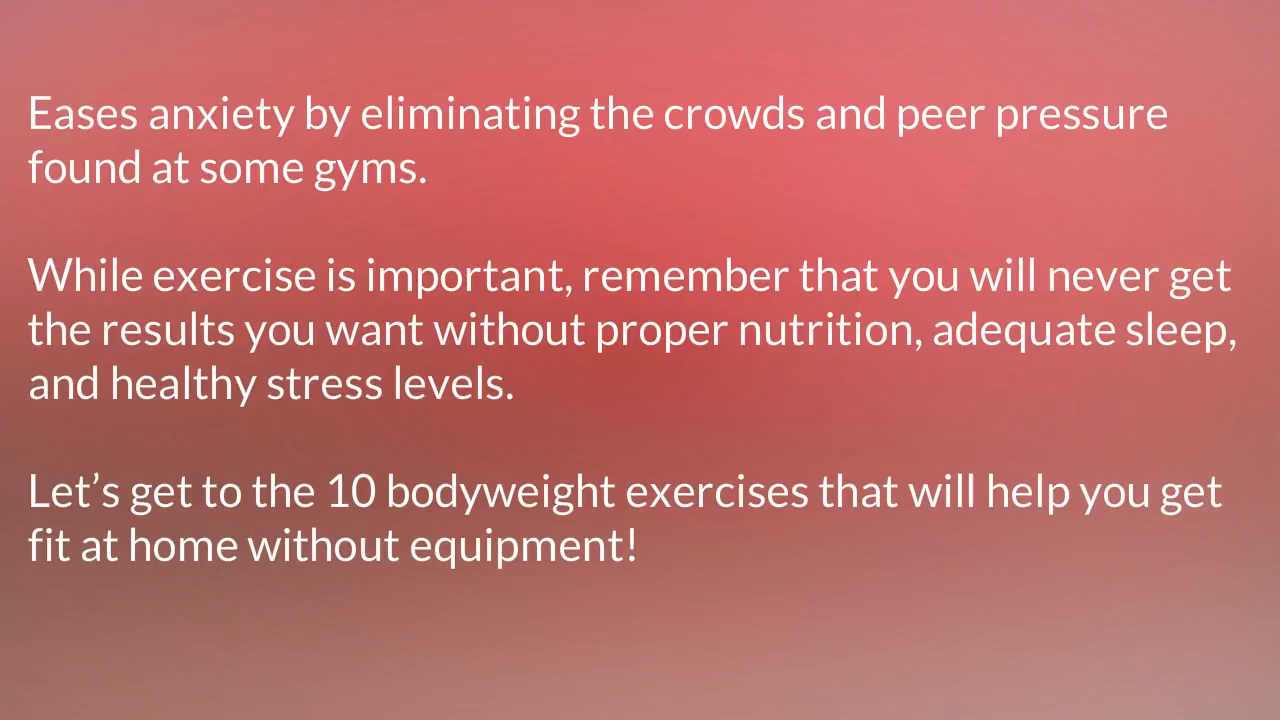 Eases anxiety by eliminating the crowds and peer pressure
found at some gyms.
While exercise is important, remember that you will never get
the results you want without proper nutrition, adequate sleep,
and healthy stress levels.
Let’s get to the 10 bodyweight exercises that will help you get
fit at home without equipment!